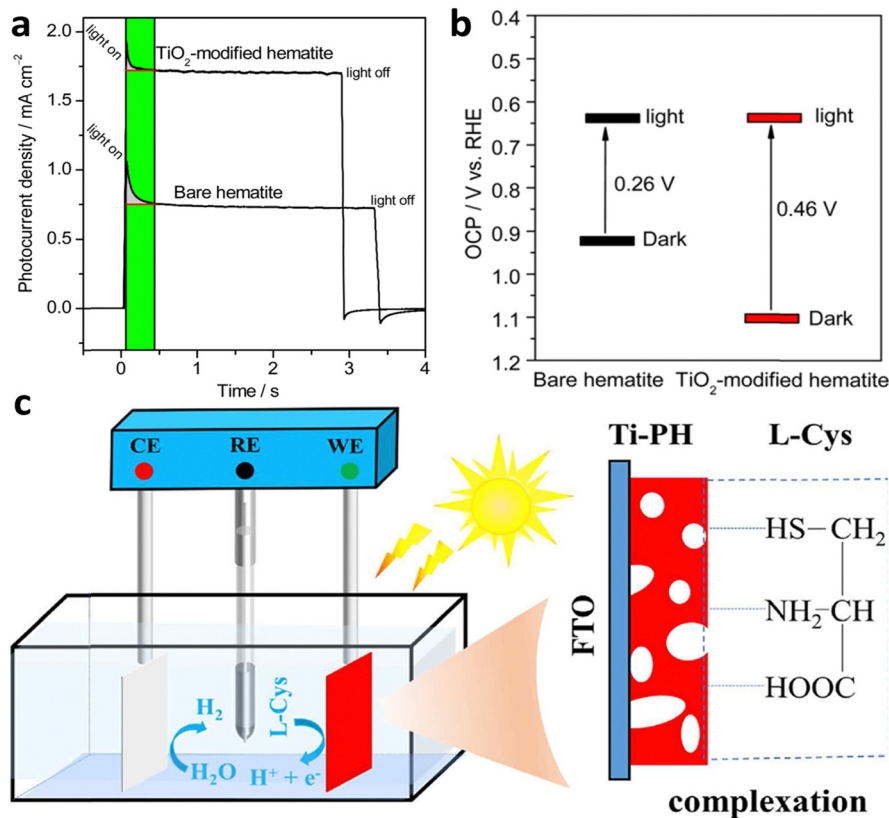 a
2.0
1.5
1.0
0.5
0.0
Photocurrent density / mA cm⁻²
light on
TiO₂-modified hematite
light off
light on
Bare hematite
light off
0 1 2 3 4
Time / s
b
0.4
0.5
0.6
0.7
0.8
0.9
1.0
1.1
1.2
OCP / V vs. RHE
light
0.26 V
Dark
light
0.46 V
Dark
Bare hematite TiO₂-modified hematite
c
CE RE WE
H₂
H₂O
L-Cys
H⁺ + e⁻
Ti-PH L-Cys
FTO
HS–CH₂
NH₂–CH
HOOC
complexation